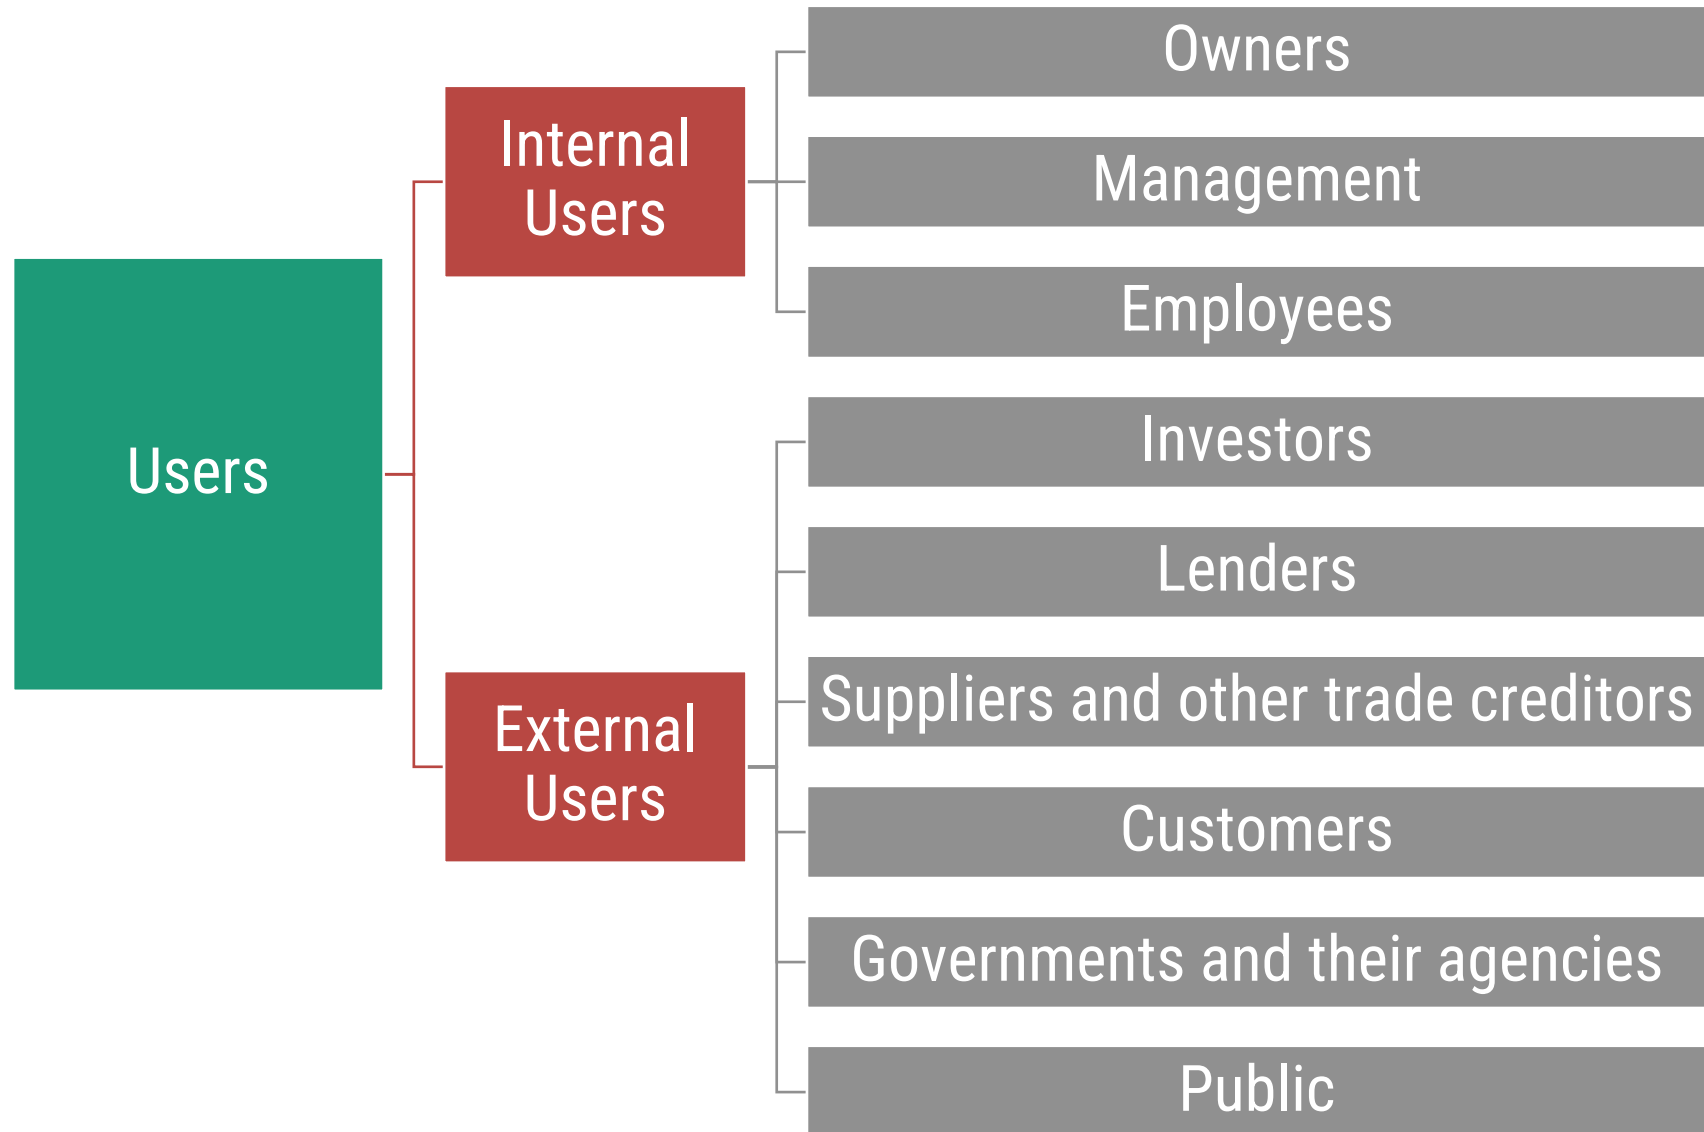 Users
Internal
Users
Owners
Management
Employees
External
Users
Investors
Lenders
Suppliers and other trade creditors
Customers
Governments and their agencies
Public